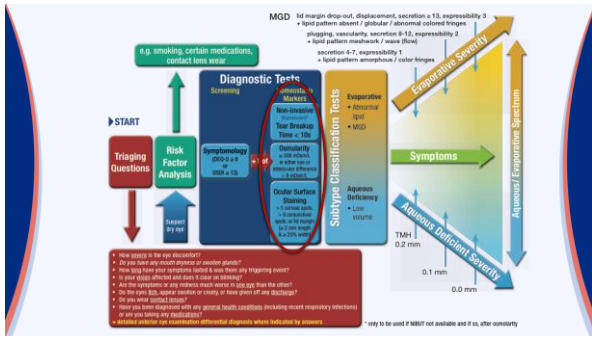 MGD
lid margin drop-out, displacement, secretion ≥ 13, expressibility 3
+ lipid pattern absent / globular / abnormal colored fringes
plugging, vascularity, secretion 8-12, expressibility 2
+ lipid pattern meshwork / wave (flow)
secretion 4-7, expressibility 1
+ lipid pattern amorphous / color fringes
e.g. smoking, certain medications,
contact lens wear
START
Triaging
Questions
Risk
Factor
Analysis
Suspect
dry eye
Diagnostic Tests
Screening
Homeostasis
Markers
Symptomology
(DEQ-5 ≥ 6
or
OSDI ≥ 13)
+1 of
Non-invasive
Tear Breakup
Time < 10s
Osmolarity
≥ 308 mOsm/L
in either eye or
interocular difference
> 8 mOsm/L
Ocular Surface
Staining
> 5 corneal spots,
> 9 conjunctival
spots, or lid margin
(≥ 2 mm length
& ≥ 25% width)
Subtype Classification Tests
Evaporative
• Abnormal
lipid
• MGD
Aqueous
Deficiency
• Low
volume
Evaporative Severity
Symptoms
Aqueous Deficient Severity
Aqueous / Evaporative Spectrum
TMH
0.2 mm
0.1 mm
0.0 mm
• How severe is the eye discomfort?
• Do you have any mouth dryness or swollen glands?
• How long have your symptoms lasted & was there any triggering event?
• Is your vision affected and does it clear on blinking?
• Are the symptoms or any redness much worse in one eye than the other?
• Do the eyes itch, appear swollen or crusty, or have given off any discharge?
• Do you wear contact lenses?
• Have you been diagnosed with any general health conditions (including recent respiratory infections)
or are you taking any medications?
+ detailed anterior eye examination differential diagnosis where indicated by answers
* only to be used if NIBUT not available and if so, after osmolarity